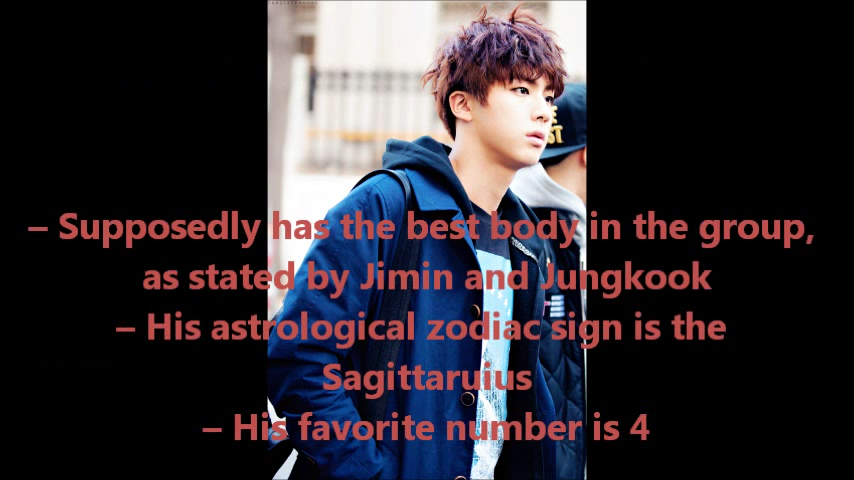 – Supposedly has the best body in the group,
as stated by Jimin and Jungkook
– His astrological zodiac sign is the
Sagittaruius
– His favorite number is 4